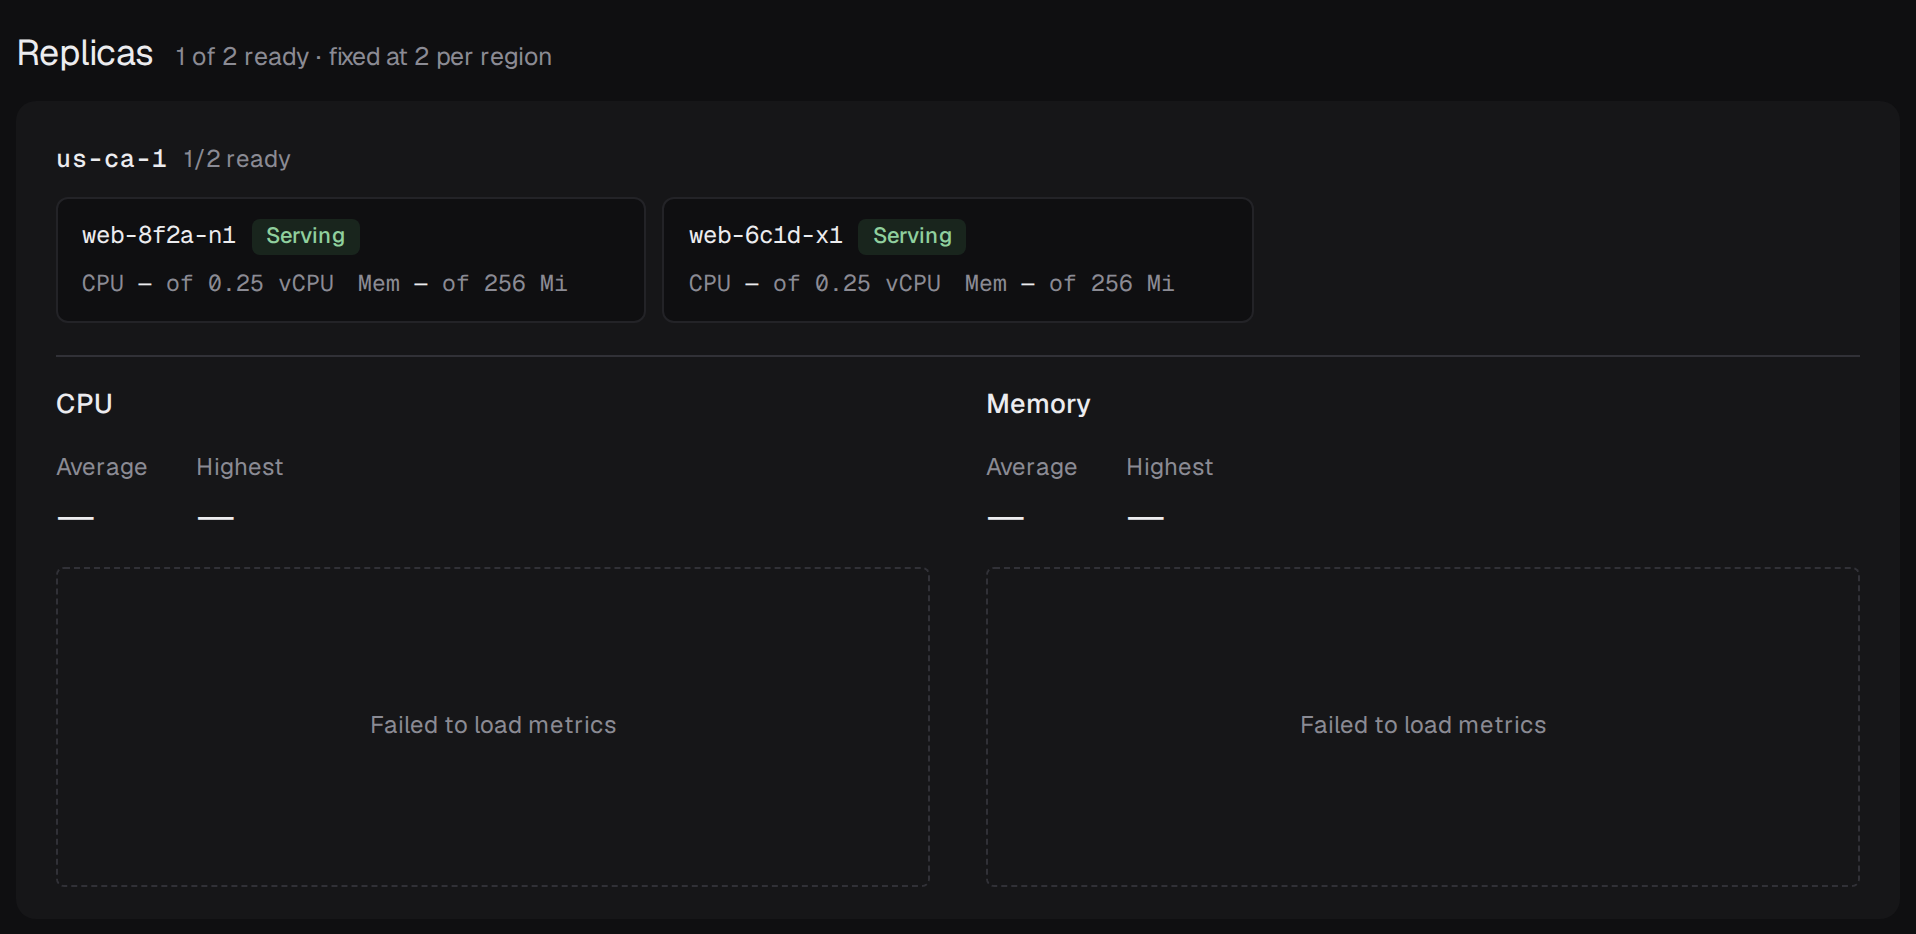 Replicas 1 of 2 ready · fixed at 2 per region
us-ca-1 1/2 ready
web-8f2a-n1 Serving
CPU — of 0.25 vCPU Mem — of 256 Mi
web-6c1d-x1 Serving
CPU — of 0.25 vCPU Mem — of 256 Mi
CPU
Average Highest
— —
Failed to load metrics
Memory
Average Highest
— —
Failed to load metrics